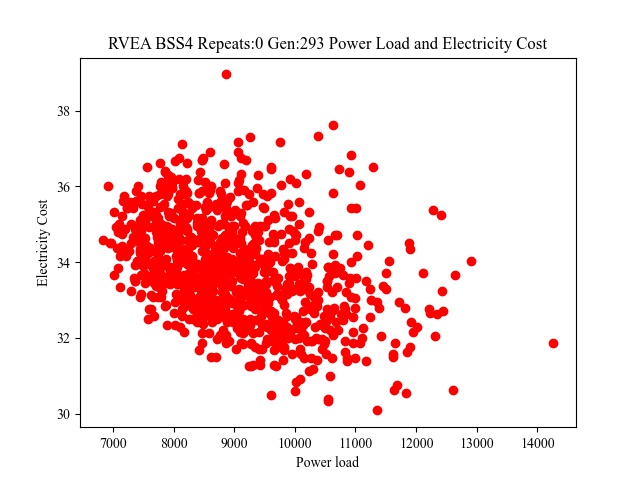 RVEA BSS4 Repeats:0 Gen:293 Power Load and Electricity Cost
38
36
34
32
30
Electricity Cost
7000 8000 9000 10000 11000 12000 13000 14000
Power load